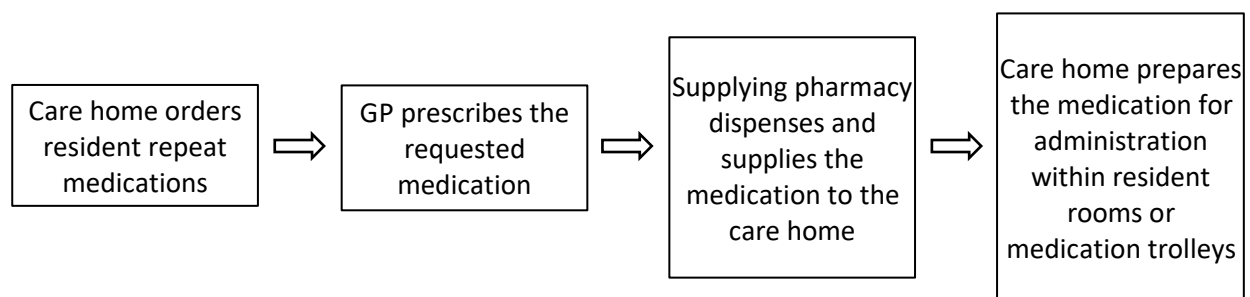 Care home orders
resident repeat
medications
GP prescribes the
requested
medication
Supplying pharmacy
dispenses and
supplies the
medication to the
care home
Care home prepares
the medication for
administration
within resident
rooms or
medication trolleys